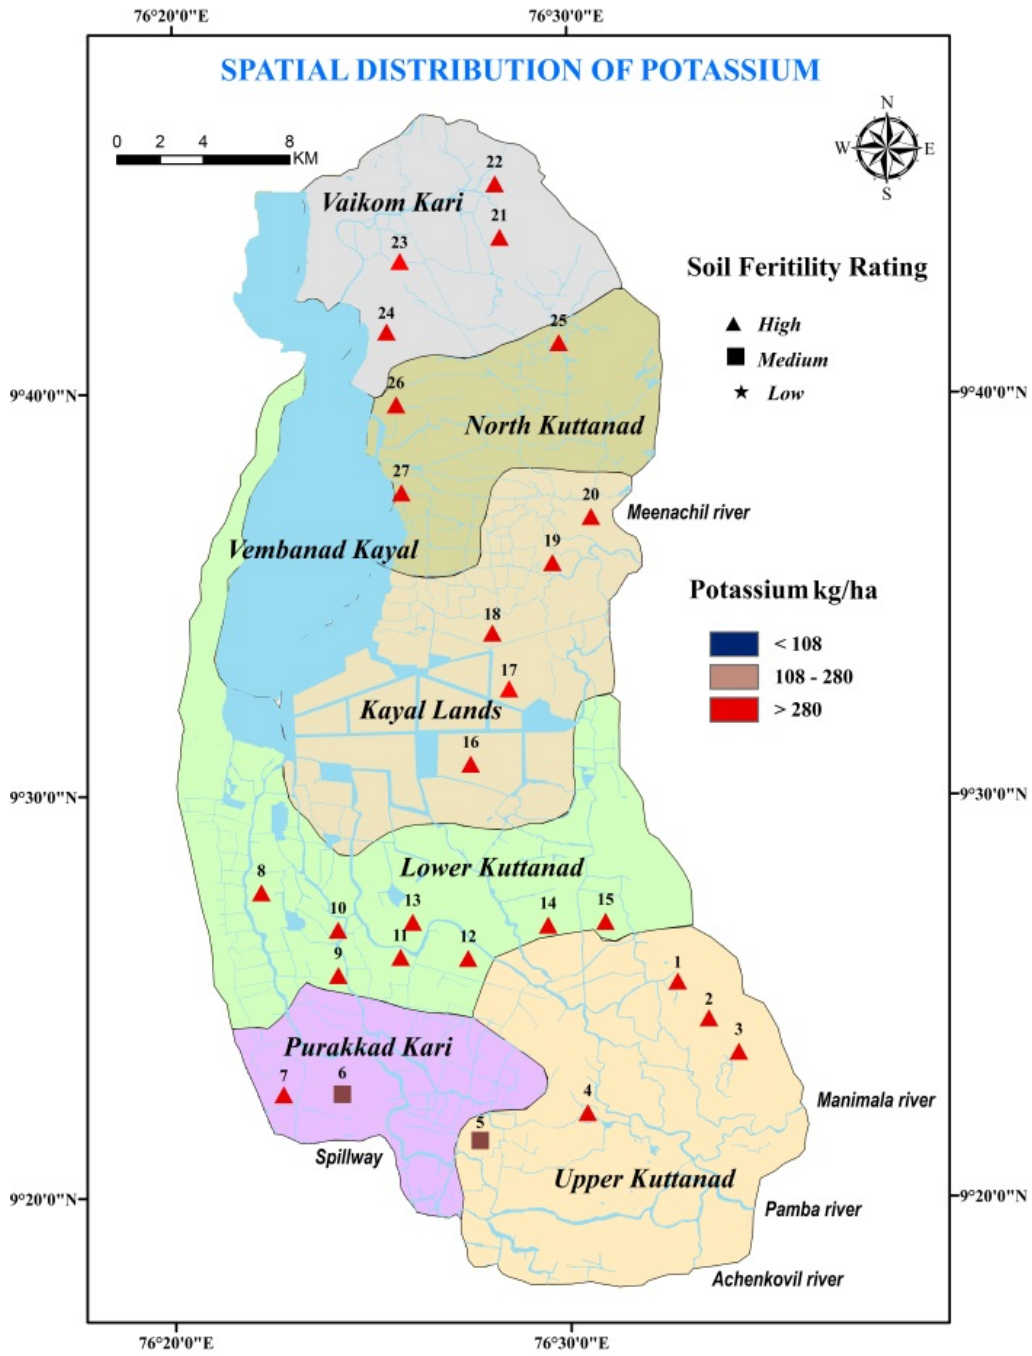 76°20'0"E
76°30'0"E
SPATIAL DISTRIBUTION OF POTASSIUM
0 2 4 8
KM
N
W E
S
22
Vaikom Kari
21
23
Soil Feritility Rating
24
25
High
Medium
Low
9°40'0"N
9°40'0"N
26
North Kuttanad
27
20
Meenachil river
19
Vembanad Kayal
Potassium kg/ha
18
< 108
108 - 280
> 280
17
Kayal Lands
16
9°30'0"N
9°30'0"N
Lower Kuttanad
8
10
13
14
15
11
12
9
1
2
3
Purakkad Kari
7
6
4
Manimala river
5
Spillway
Upper Kuttanad
9°20'0"N
9°20'0"N
Pamba river
Achenkovil river
76°20'0"E
76°30'0"E